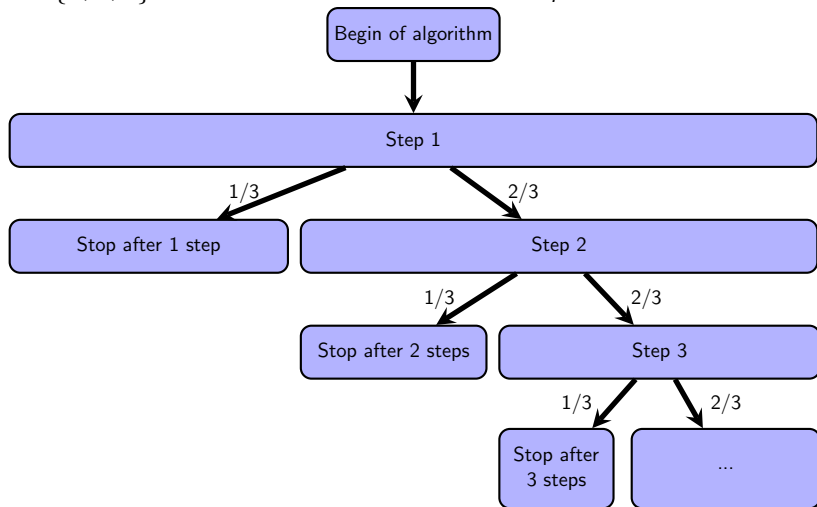 Begin of algorithm
Step 1
1/3
2/3
Stop after 1 step
Step 2
1/3
2/3
Stop after 2 steps
Step 3
1/3
2/3
Stop after
3 steps
...